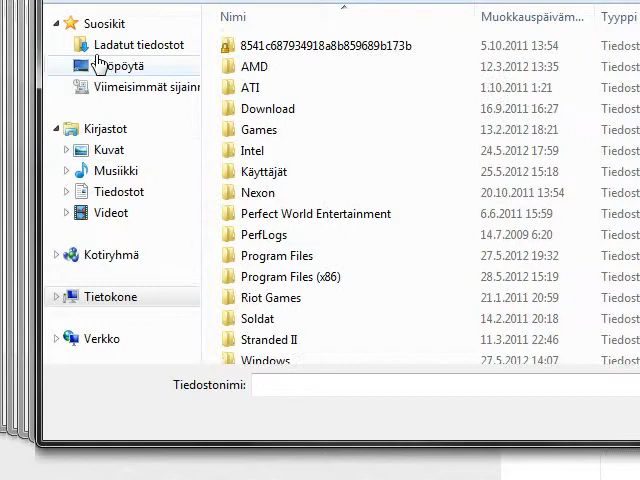 Suosikit
Ladatut tiedostot
Viimeisimmät sijainn
Kirjastot
Kuvat
Musiikki
Tiedostot
Videot
Kotiryhmä
Tietokone
Verkko
Nimi Muokkauspäiväm... Tyyppi
8541c687934918a8b859689b173b 5.10.2011 13:54 Tiedost
AMD 12.3.2012 13:35 Tiedost
ATI 1.10.2011 1:21 Tiedost
Download 16.9.2011 16:27 Tiedost
Games 13.2.2012 18:21 Tiedost
Intel 24.5.2012 17:59 Tiedost
Käyttäjät 25.5.2012 15:18 Tiedost
Nexon 20.10.2011 13:54 Tiedost
Perfect World Entertainment 6.6.2011 15:59 Tiedost
PerfLogs 14.7.2009 6:20 Tiedost
Program Files 27.5.2012 19:32 Tiedost
Program Files (x86) 28.5.2012 15:19 Tiedost
Riot Games 21.1.2011 20:59 Tiedost
Soldat 14.2.2011 20:18 Tiedost
Stranded II 11.3.2011 22:46 Tiedost
Windows 27.5.2012 14:07 Tiedost
Tiedostonimi: